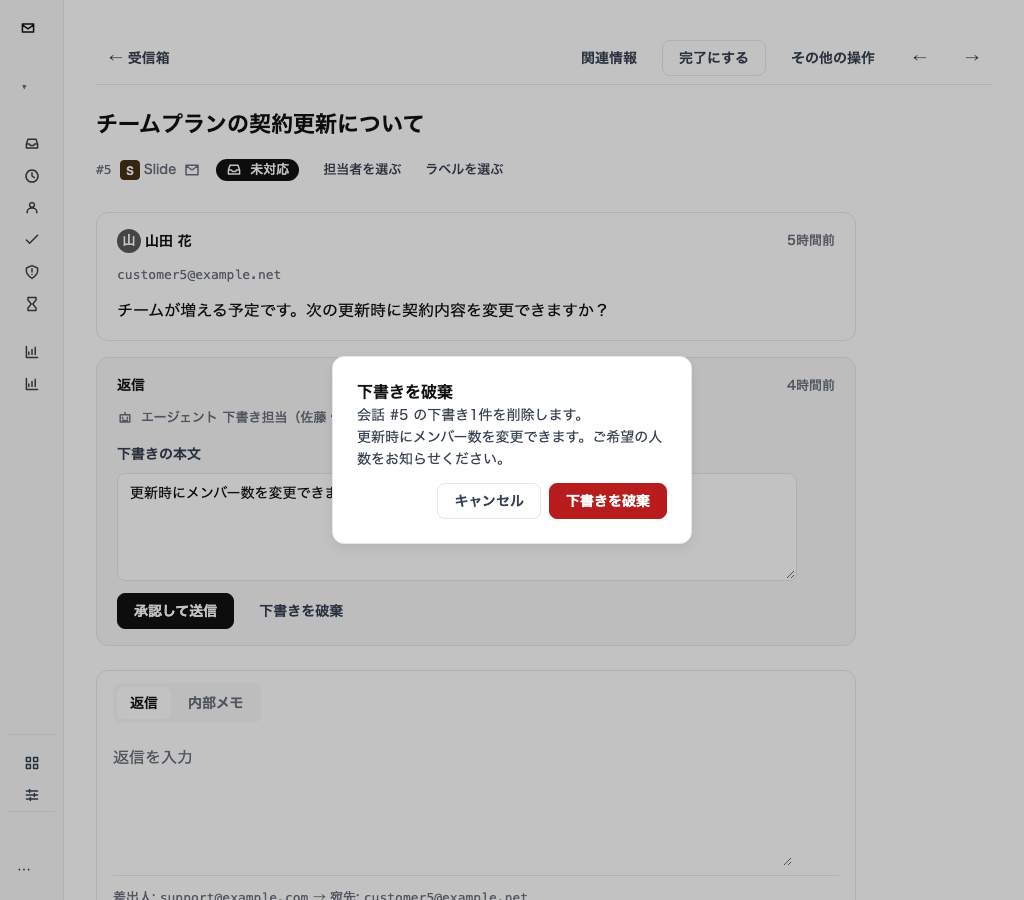 ← 受信箱
関連情報
完了にする
その他の操作
←
→
チームプランの契約更新について
#5
S
Slide
未対応
担当者を選ぶ
ラベルを選ぶ
山
山田 花
5時間前
customer5@example.net
チームが増える予定です。次の更新時に契約内容を変更できますか？
返信
4時間前
エージェント 下書き担当（佐藤
下書きの本文
更新時にメンバー数を変更できま
下書きを破棄
会話 #5 の下書き1件を削除します。
更新時にメンバー数を変更できます。ご希望の人
数をお知らせください。
キャンセル
下書きを破棄
承認して送信
下書きを破棄
返信
内部メモ
返信を入力
差出人: support@example.com → 宛先: customer5@example.net